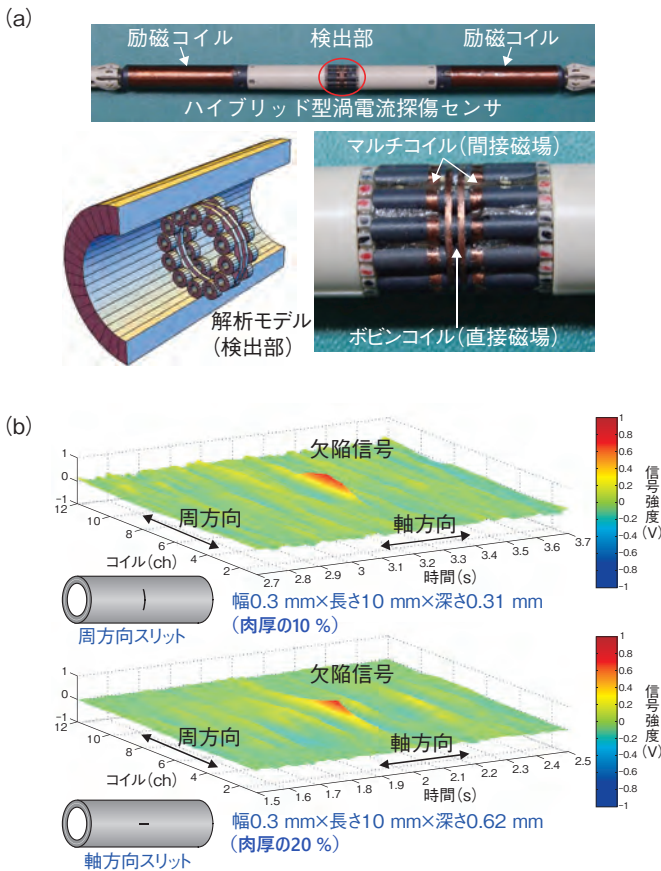 (a)
励磁コイル
検出部
励磁コイル
ハイブリッド型渦電流探傷センサ
マルチコイル(間接磁場)
解析モデル
(検出部)
ボビンコイル(直接磁場)
(b)
1
0
-1
12
10
8
6
4
2
コイル(ch)
周方向
欠陥信号
軸方向
2.7
2.8
2.9
3
3.1
3.2
3.3
3.4
3.5
3.6
3.7
時間(s)
1
0.8
0.6
0.4
0.2
0
-0.2
-0.4
-0.6
-0.8
-1
信号強度(V)
周方向スリット
幅0.3 mm×長さ10 mm×深さ0.31 mm
(肉厚の10 %)
1
0
-1
12
10
8
6
4
2
コイル(ch)
周方向
欠陥信号
軸方向
1.5
1.6
1.7
1.8
1.9
2
2.1
2.2
2.3
2.4
2.5
時間(s)
1
0.8
0.6
0.4
0.2
0
-0.2
-0.4
-0.6
-0.8
-1
信号強度(V)
軸方向スリット
幅0.3 mm×長さ10 mm×深さ0.62 mm
(肉厚の20 %)